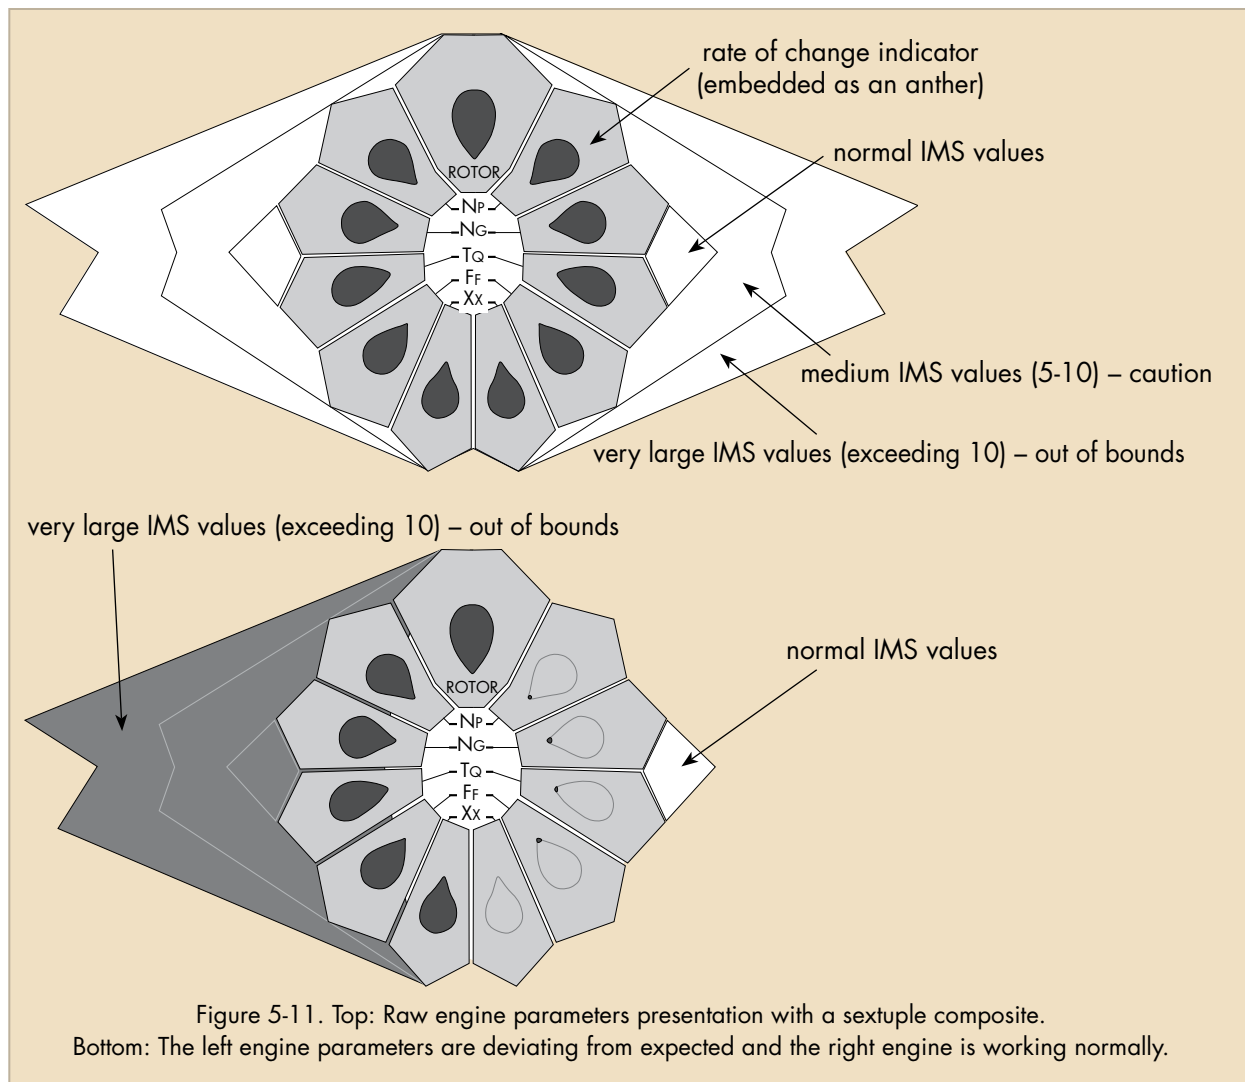 rate of change indicator
(embedded as an anther)
normal IMS values
ROTOR
NP
NG
TQ
FF
XX
medium IMS values (5-10) – caution
very large IMS values (exceeding 10) – out of bounds
very large IMS values (exceeding 10) – out of bounds
normal IMS values
ROTOR
NP
NG
TQ
FF
XX
Figure 5-11. Top: Raw engine parameters presentation with a sextuple composite.
Bottom: The left engine parameters are deviating from expected and the right engine is working normally.